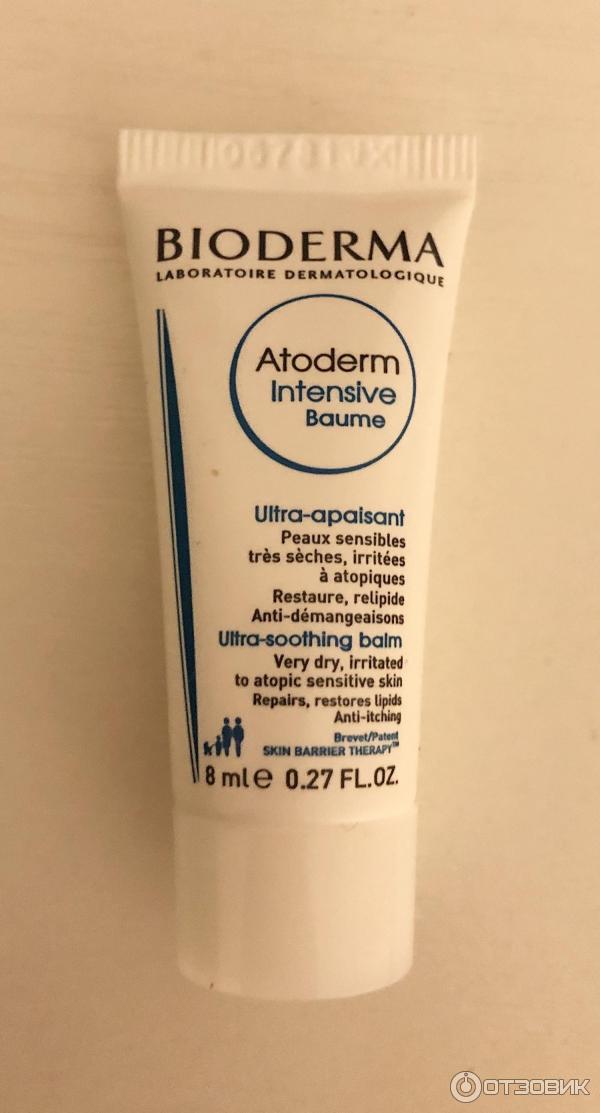 BIODERMA
LABORATOIRE DERMATOLOGIQUE
Atoderm
Intensive
Baume
Ultra-apaisant
Peaux sensibles
très sèches, irritées
à atopiques
Restaure, relipide
Anti-démangeaisons
Ultra-soothing balm
Very dry, irritated
to atopic sensitive skin
Repairs, restores lipids
Anti-itching
Brevet/Patent
SKIN BARRIER THERAPY™
8 ml e 0.27 FL.OZ.
ОТЗОВИК